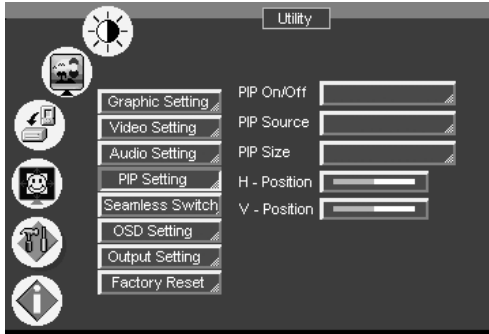 Utility
Graphic Setting
Video Setting
Audio Setting
PIP Setting
Seamless Switch
OSD Setting
Output Setting
Factory Reset
PIP On/Off
PIP Source
PIP Size
H - Position
V - Position